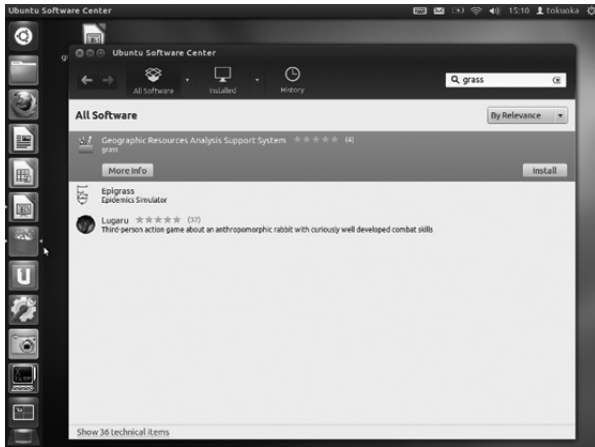 Ubuntu Software Center
15:10 tokuoka
Ubuntu Software Center
All Software
Installed
History
grass
All Software
By Relevance
Geographic Resources Analysis Support System (4)
grass
More Info
Install
Epigrass
Epidemics Simulator
Lugaru (37)
Third-person action game about an anthropomorphic rabbit with curiously well developed combat skills
Show 36 technical items